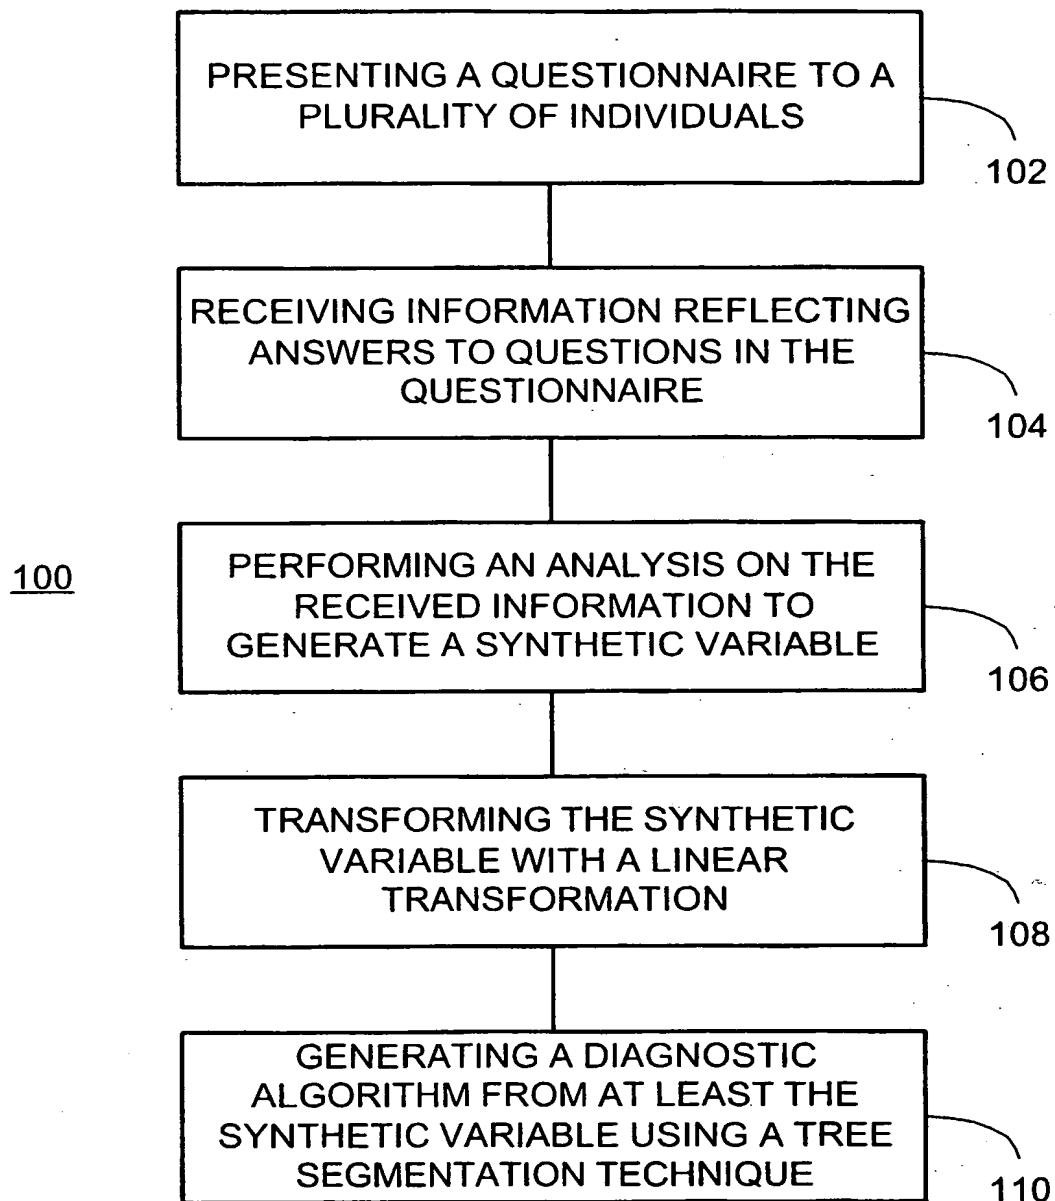 PRESENTING A QUESTIONNAIRE TO A
PLURALITY OF INDIVIDUALS
102
RECEIVING INFORMATION REFLECTING
ANSWERS TO QUESTIONS IN THE
QUESTIONNAIRE
104
100
PERFORMING AN ANALYSIS ON THE
RECEIVED INFORMATION TO
GENERATE A SYNTHETIC VARIABLE
106
TRANSFORMING THE SYNTHETIC
VARIABLE WITH A LINEAR
TRANSFORMATION
108
GENERATING A DIAGNOSTIC
ALGORITHM FROM AT LEAST THE
SYNTHETIC VARIABLE USING A TREE
SEGMENTATION TECHNIQUE
110